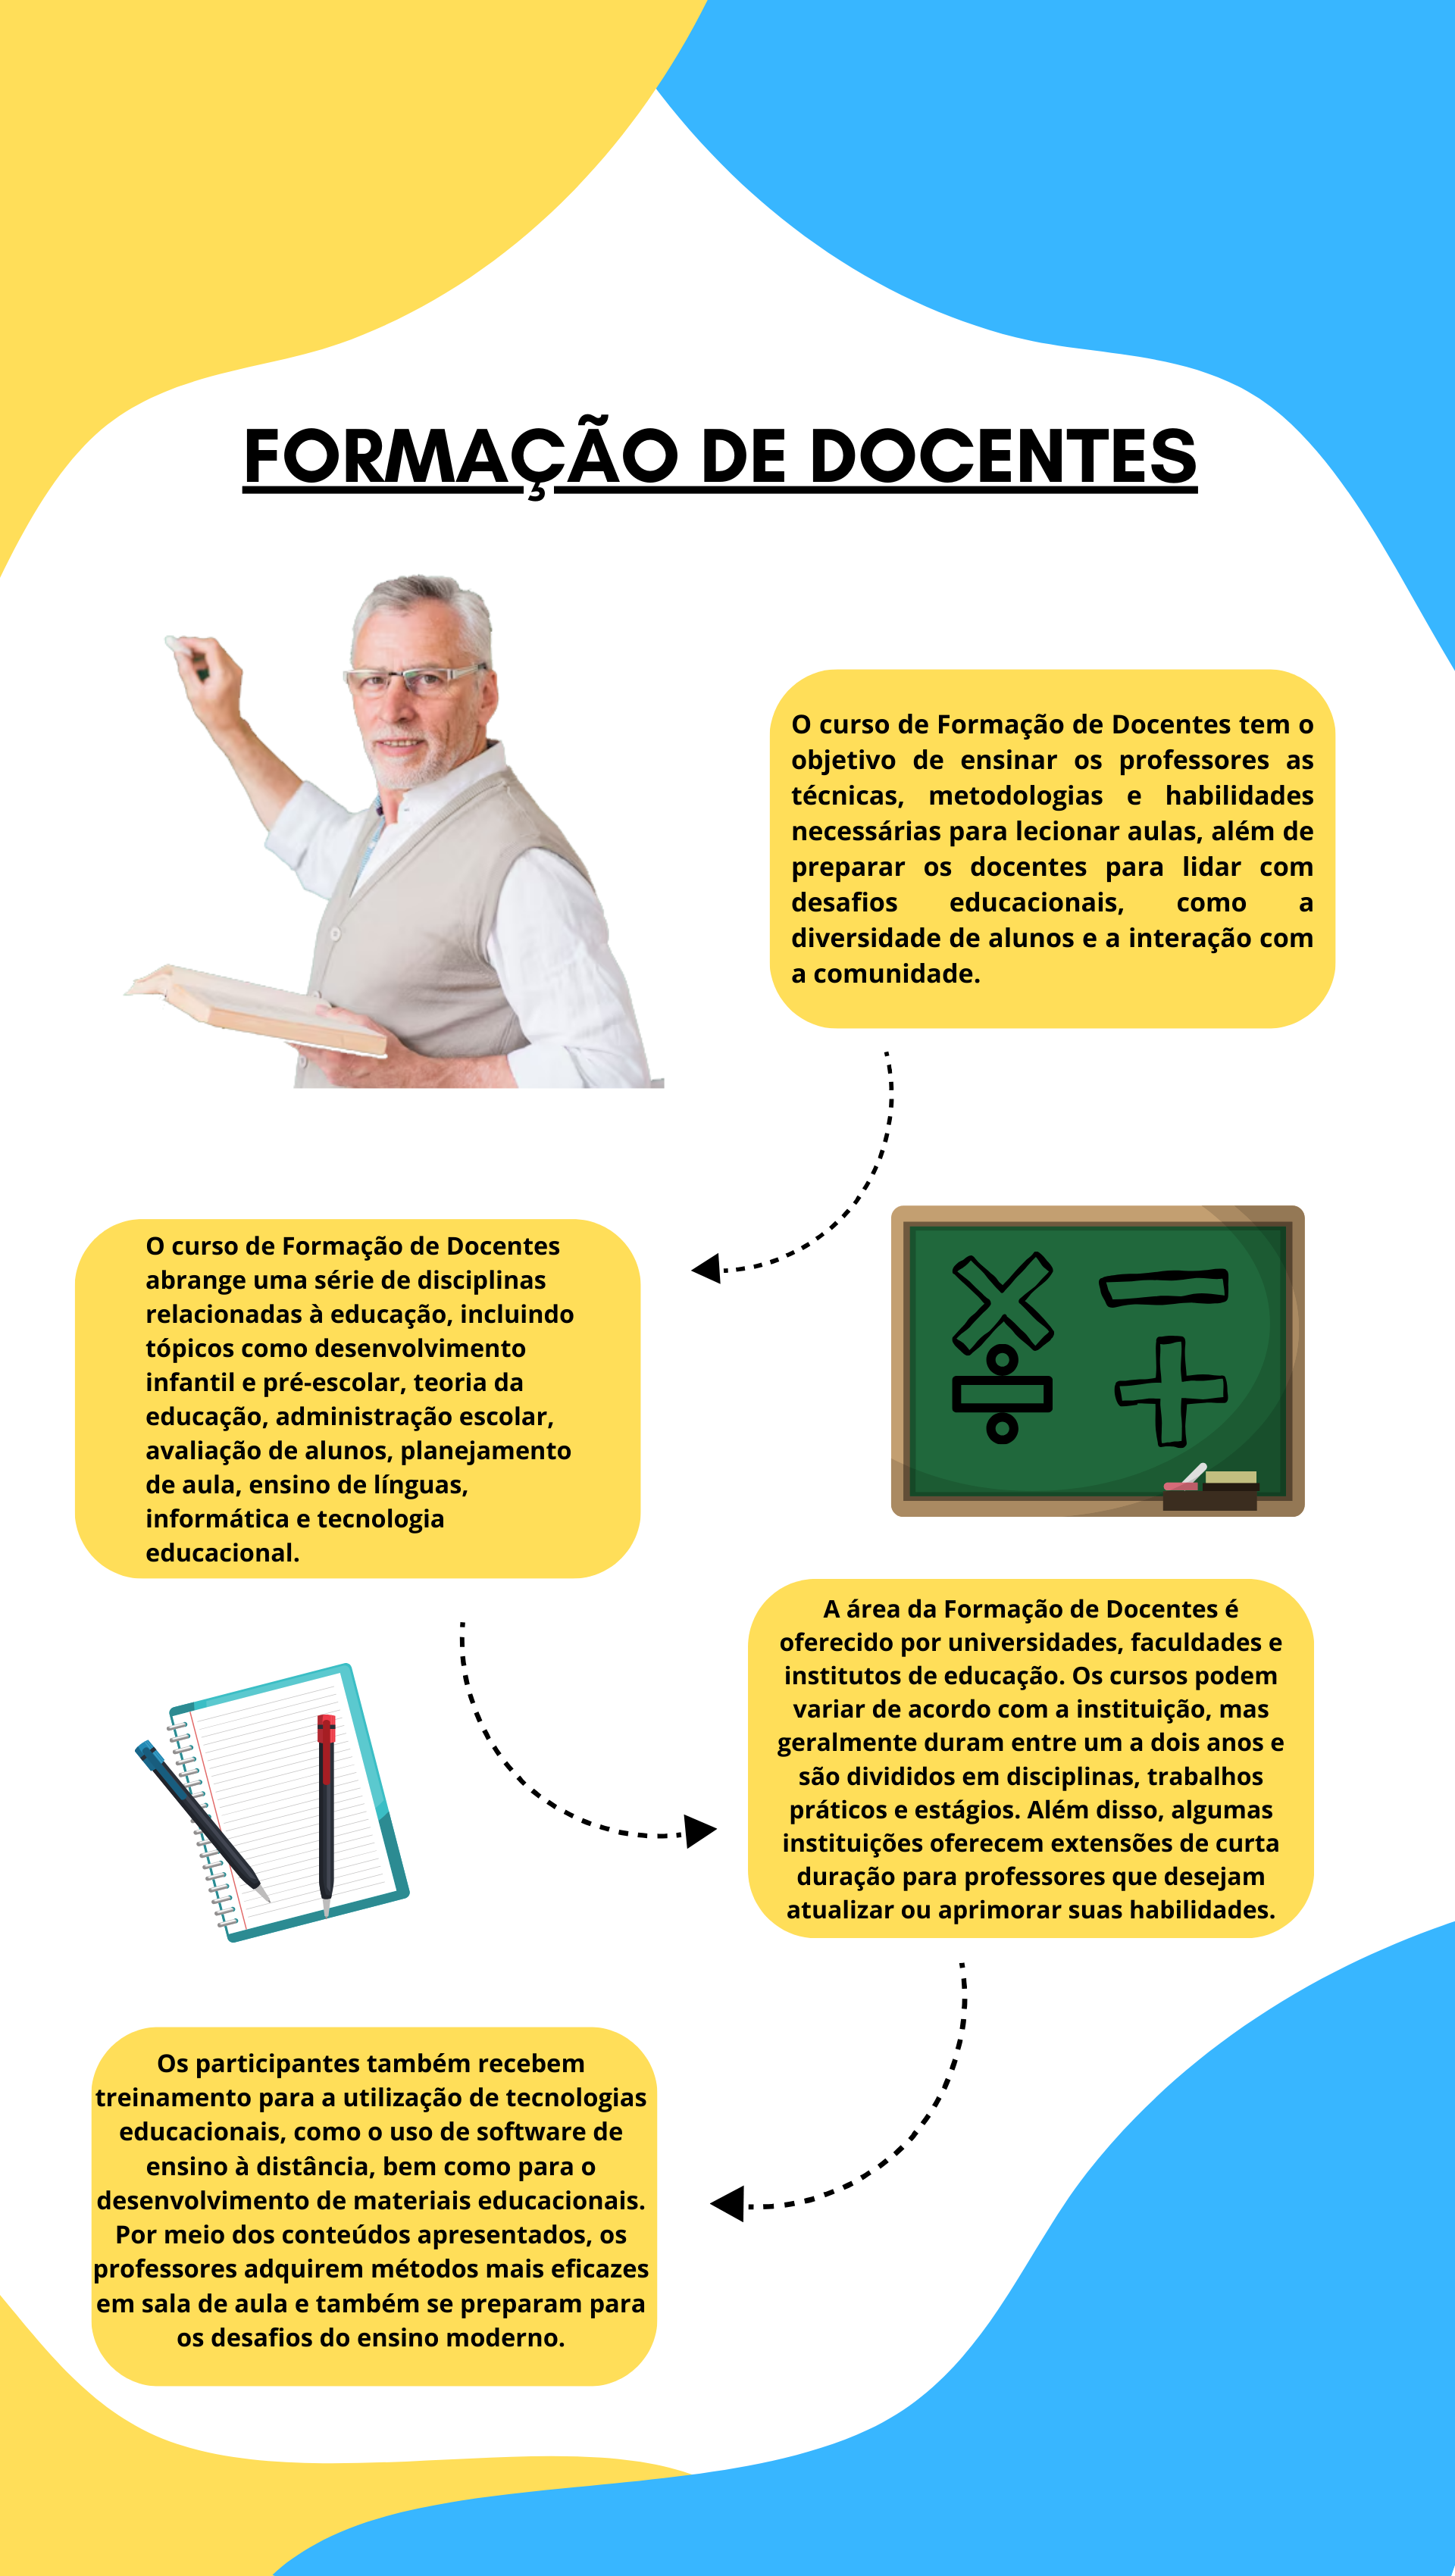 FORMAÇÃO DE DOCENTES
O curso de Formação de Docentes tem o
objetivo de ensinar os professores as
técnicas, metodologias e habilidades
necessárias para lecionar aulas, além de
preparar os docentes para lidar com
desafios educacionais, como a
diversidade de alunos e a interação com
a comunidade.
O curso de Formação de Docentes
abrange uma série de disciplinas
relacionadas à educação, incluindo
tópicos como desenvolvimento
infantil e pré-escolar, teoria da
educação, administração escolar,
avaliação de alunos, planejamento
de aula, ensino de línguas,
informática e tecnologia
educacional.
A área da Formação de Docentes é
oferecido por universidades, faculdades e
institutos de educação. Os cursos podem
variar de acordo com a instituição, mas
geralmente duram entre um a dois anos e
são divididos em disciplinas, trabalhos
práticos e estágios. Além disso, algumas
instituições oferecem extensões de curta
duração para professores que desejam
atualizar ou aprimorar suas habilidades.
Os participantes também recebem
treinamento para a utilização de tecnologias
educacionais, como o uso de software de
ensino à distância, bem como para o
desenvolvimento de materiais educacionais.
Por meio dos conteúdos apresentados, os
professores adquirem métodos mais eficazes
em sala de aula e também se preparam para
os desafios do ensino moderno.